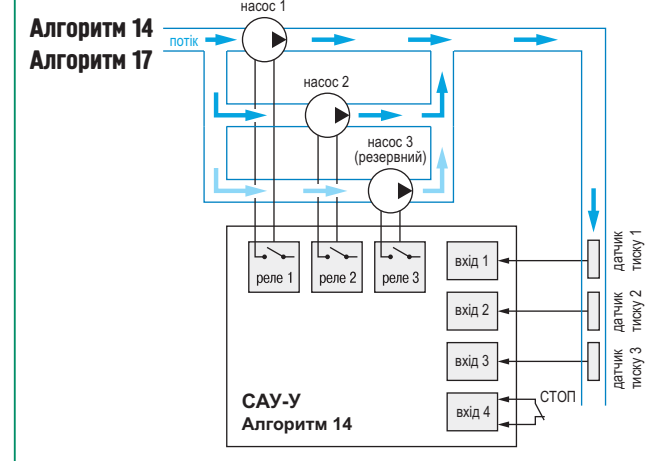 Алгоритм 14
Алгоритм 17
насос 1
потік
насос 2
насос 3
(резервний)
реле 1
реле 2
реле 3
вхід 1
вхід 2
вхід 3
вхід 4
датчик
тиску 1
датчик
тиску 2
датчик
тиску 3
СТОП
САУ-У
Алгоритм 14